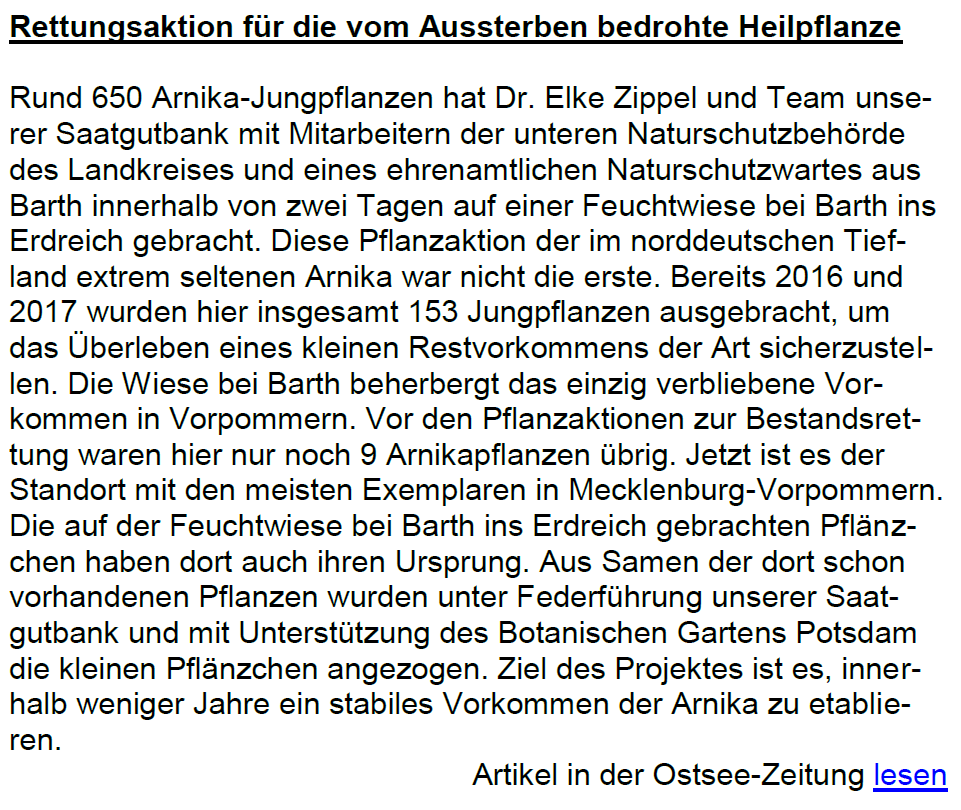 Rettungsaktion für die vom Aussterben bedrohte Heilpflanze
Rund 650 Arnika-Jungpflanzen hat Dr. Elke Zippel und Team unse-
rer Saatgutbank mit Mitarbeitern der unteren Naturschutzbehörde
des Landkreises und eines ehrenamtlichen Naturschutzwartes aus
Barth innerhalb von zwei Tagen auf einer Feuchtwiese bei Barth ins
Erdreich gebracht. Diese Pflanzaktion der im norddeutschen Tief-
land extrem seltenen Arnika war nicht die erste. Bereits 2016 und
2017 wurden hier insgesamt 153 Jungpflanzen ausgebracht, um
das Überleben eines kleinen Restvorkommens der Art sicherzustel-
len. Die Wiese bei Barth beherbergt das einzig verbliebene Vor-
kommen in Vorpommern. Vor den Pflanzaktionen zur Bestandsret-
tung waren hier nur noch 9 Arnikapflanzen übrig. Jetzt ist es der
Standort mit den meisten Exemplaren in Mecklenburg-Vorpommern.
Die auf der Feuchtwiese bei Barth ins Erdreich gebrachten Pflänz-
chen haben dort auch ihren Ursprung. Aus Samen der dort schon
vorhandenen Pflanzen wurden unter Federführung unserer Saat-
gutbank und mit Unterstützung des Botanischen Gartens Potsdam
die kleinen Pflänzchen angezogen. Ziel des Projektes ist es, inner-
halb weniger Jahre ein stabiles Vorkommen der Arnika zu etablie-
ren.
Artikel in der Ostsee-Zeitung lesen